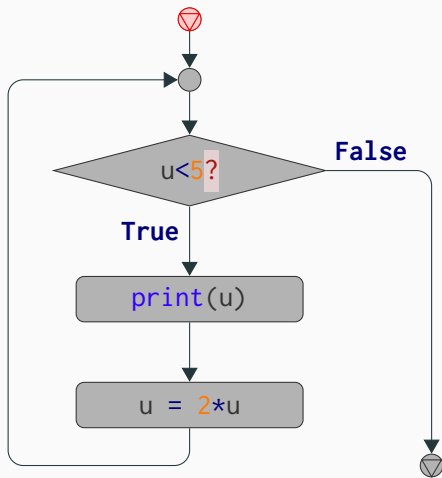 u<5?
False
True
print(u)
u = 2*u